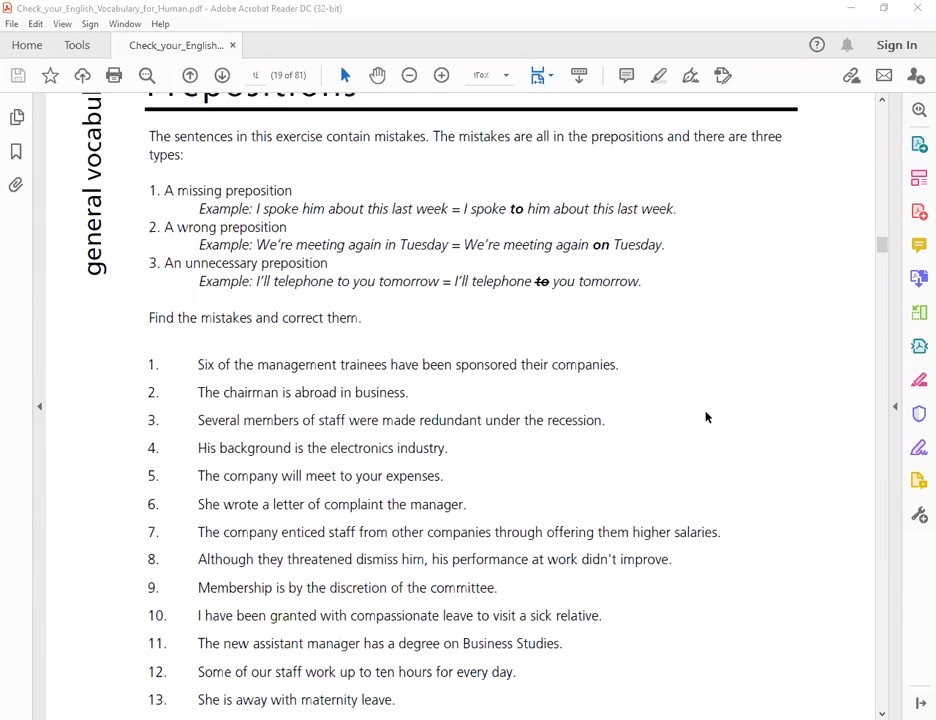 Check_your_English_Vocabulary_for_Human.pdf - Adobe Acrobat Reader DC (32-bit)
File Edit View Sign Window Help
Home Tools Check_your_English... × Sign In
(19 of 81)
general vocabul
Prepositions
The sentences in this exercise contain mistakes. The mistakes are all in the prepositions and there are three
types:
1. A missing preposition
Example: I spoke him about this last week = I spoke to him about this last week.
2. A wrong preposition
Example: We're meeting again in Tuesday = We're meeting again on Tuesday.
3. An unnecessary preposition
Example: I'll telephone to you tomorrow = I'll telephone to you tomorrow.
Find the mistakes and correct them.
1. Six of the management trainees have been sponsored their companies.
2. The chairman is abroad in business.
3. Several members of staff were made redundant under the recession.
4. His background is the electronics industry.
5. The company will meet to your expenses.
6. She wrote a letter of complaint the manager.
7. The company enticed staff from other companies through offering them higher salaries.
8. Although they threatened dismiss him, his performance at work didn't improve.
9. Membership is by the discretion of the committee.
10. I have been granted with compassionate leave to visit a sick relative.
11. The new assistant manager has a degree on Business Studies.
12. Some of our staff work up to ten hours for every day.
13. She is away with maternity leave.